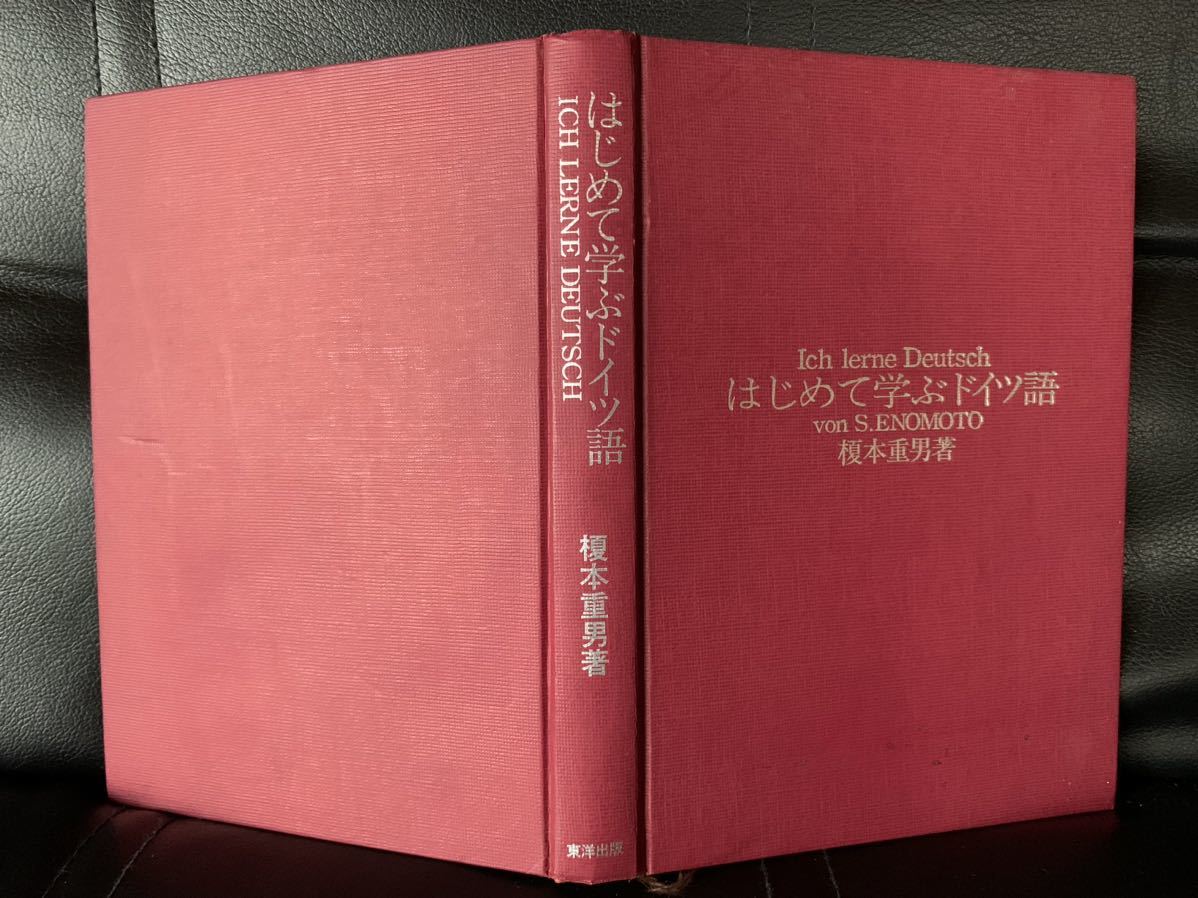 はじめて学ぶドイツ語
ICH LERNE DEUTSCH
榎本重男著
東洋出版
Ich lerne Deutsch
はじめて学ぶドイツ語
von S.ENOMOTO
榎本重男著